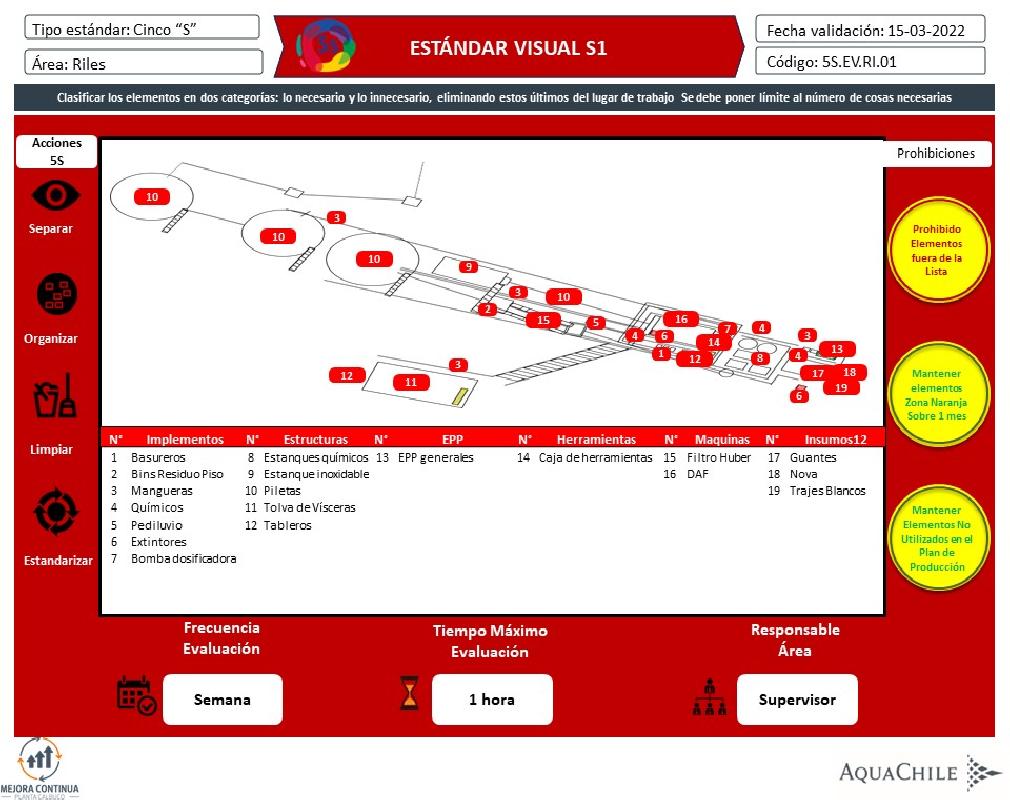 Tipo estándar: Cinco “S”
Área: Riles
5S
ESTÁNDAR VISUAL S1
Fecha validación: 15-03-2022
Código: 5S.EV.RI.01
Clasificar los elementos en dos categorías: lo necesario y lo innecesario, eliminando estos últimos del lugar de trabajo Se debe poner límite al número de cosas necesarias
Acciones
5S
Separar
Organizar
Limpiar
Estandarizar
10
10
3
10
9
3
10
2
15
5
16
4
6
7
4
3
14
13
1
12
8
4
17
18
19
6
3
12
11
N° Implementos N° Estructuras N° EPP N° Herramientas N° Maquinas N° Insumos12
1 Basureros 8 Estanques químicos 13 EPP generales 14 Caja de herramientas 15 Filtro Huber 17 Guantes
2 Bins Residuo Piso 9 Estanque inoxidable 16 DAF 18 Nova
3 Mangueras 10 Piletas 19 Trajes Blancos
4 Químicos 11 Tolva de Vísceras
5 Pediluvio 12 Tableros
6 Extintores
7 Bomba dosificadora
Prohibiciones
Prohibido
Elementos
fuera de la
Lista
Mantener
elementos
Zona Naranja
Sobre 1 mes
Mantener
Elementos No
Utilizados en el
Plan de
Producción
Frecuencia
Evaluación
Semana
Tiempo Máximo
Evaluación
1 hora
Responsable
Área
Supervisor
MEJORA CONTINUA
PLANTA CALBUCO
AQUACHILE